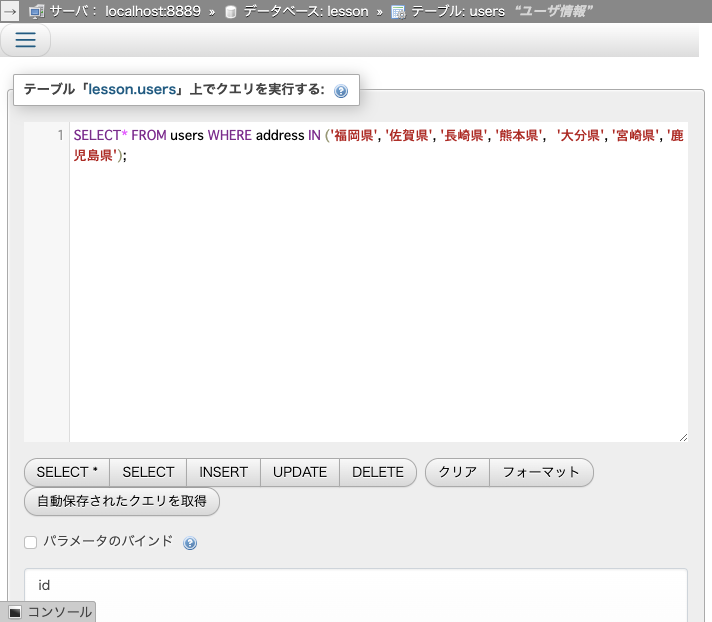 → サーバ： localhost:8889 » データベース: lesson » テーブル: users “ユーザ情報”
テーブル「lesson.users」上でクエリを実行する:
1 SELECT* FROM users WHERE address IN ('福岡県', '佐賀県', '長崎県', '熊本県', '大分県', '宮崎県', '鹿
児島県');
SELECT * SELECT INSERT UPDATE DELETE クリア フォーマット
自動保存されたクエリを取得
パラメータのバインド
id
コンソール